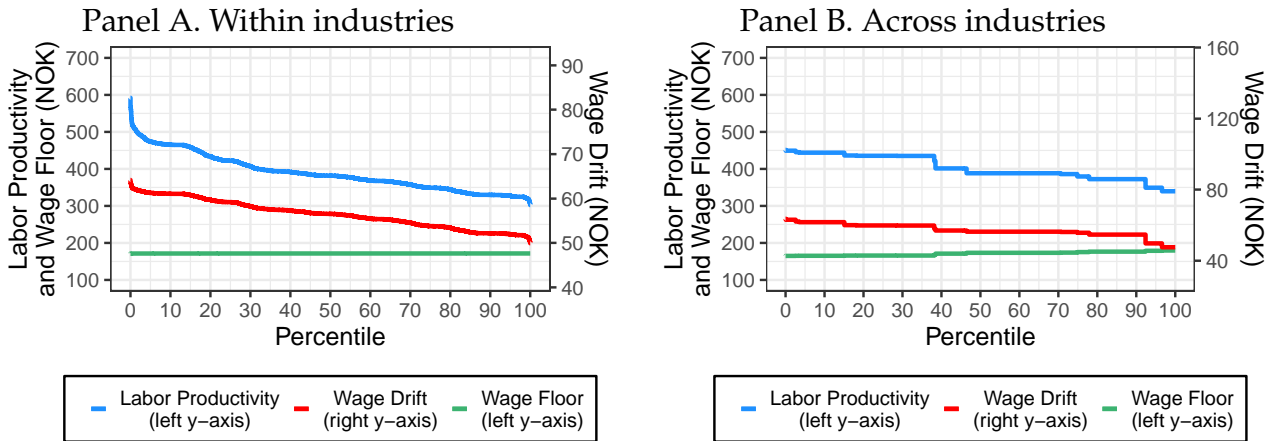 Panel A. Within industries
Labor Productivity
and Wage Floor (NOK)
700
600
500
400
300
200
100
90
80
70
60
50
40
Wage Drift (NOK)
0 10 20 30 40 50 60 70 80 90 100
Percentile
Labor Productivity
(left y−axis)
Wage Drift
(right y−axis)
Wage Floor
(left y−axis)
Panel B. Across industries
Labor Productivity
and Wage Floor (NOK)
700
600
500
400
300
200
100
160
120
80
40
Wage Drift (NOK)
0 10 20 30 40 50 60 70 80 90 100
Percentile
Labor Productivity
(left y−axis)
Wage Drift
(right y−axis)
Wage Floor
(left y−axis)